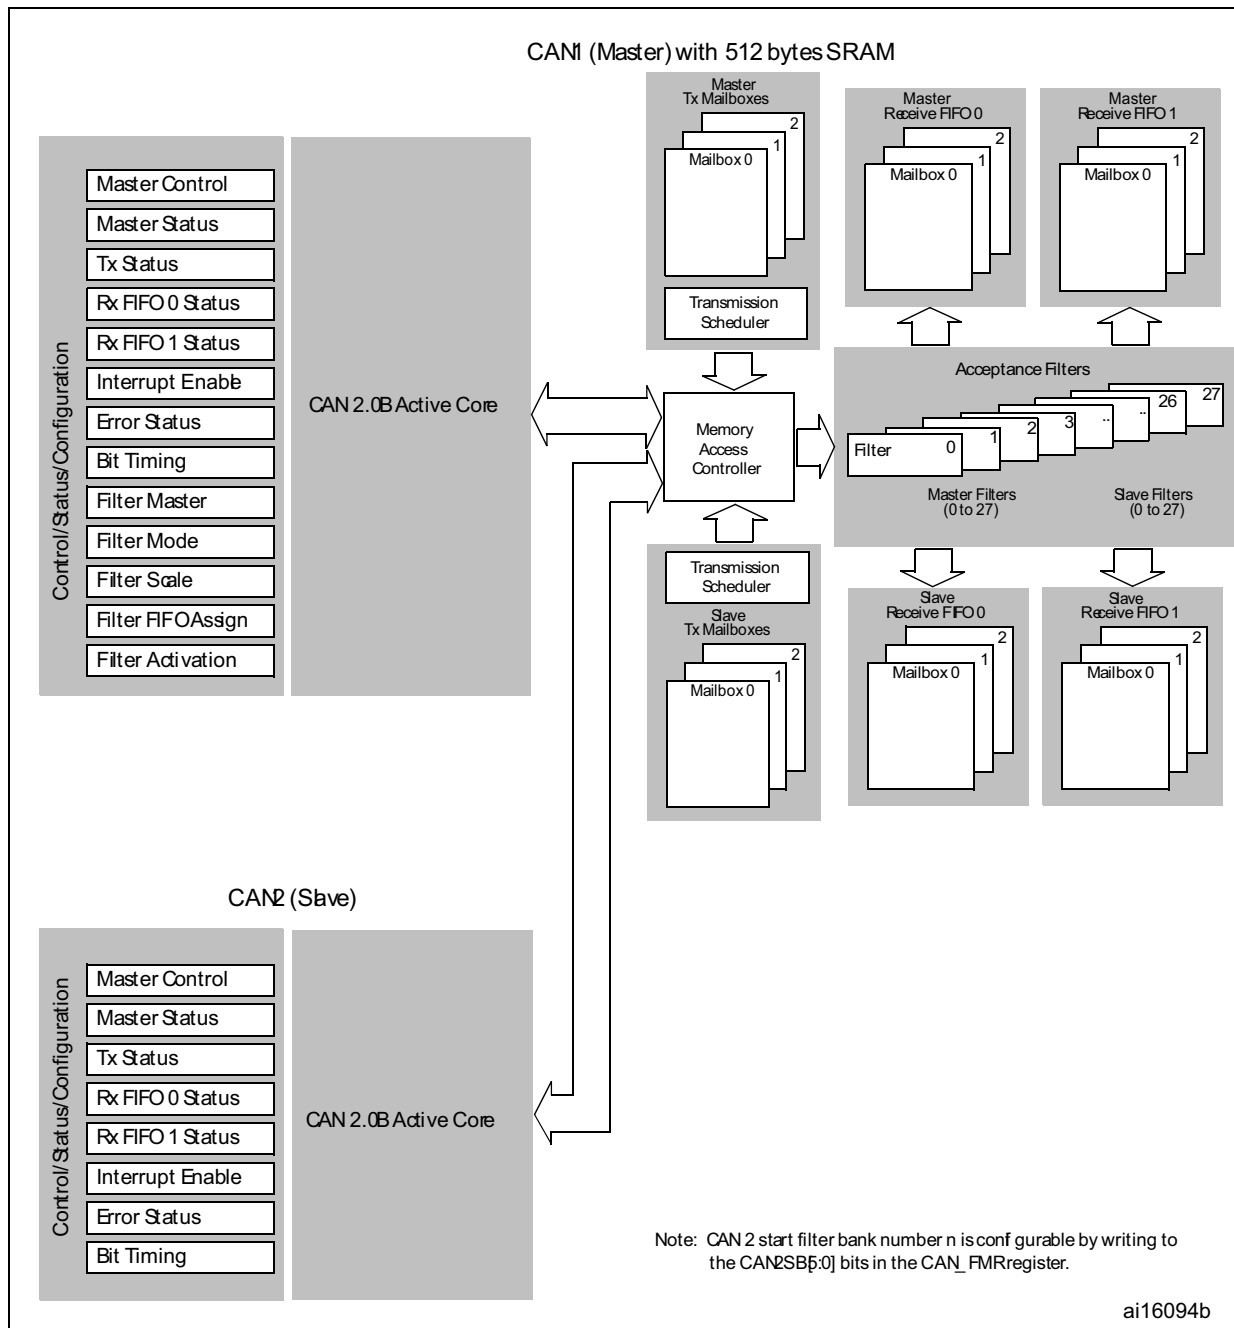 CAN1 (Master) with 512 bytes SRAM
Control/Status/Configuration
Master Control
Master Status
Tx Status
Rx FIFO 0 Status
Rx FIFO 1 Status
Interrupt Enable
Error Status
Bit Timing
Filter Master
Filter Mode
Filter Scale
Filter FIFO Assign
Filter Activation
CAN 2.0B Active Core
Master
Tx Mailboxes
2
1
Mailbox 0
Transmission
Scheduler
Master
Receive FIFO 0
2
1
Mailbox 0
Master
Receive FIFO 1
2
1
Mailbox 0
Memory
Access
Controller
Acceptance Filters
Filter 0 1 2 3 .. .. 26 27
Master Filters
(0 to 27)
Slave Filters
(0 to 27)
Transmission
Scheduler
Slave
Tx Mailboxes
2
1
Mailbox 0
Slave
Receive FIFO 0
2
1
Mailbox 0
Slave
Receive FIFO 1
2
1
Mailbox 0
CAN2 (Slave)
Control/Status/Configuration
Master Control
Master Status
Tx Status
Rx FIFO 0 Status
Rx FIFO 1 Status
Interrupt Enable
Error Status
Bit Timing
CAN 2.0B Active Core
Note: CAN 2 start filter bank number n is conf gurable by writing to
the CAN2SB[5:0] bits in the CAN_FMR register.
ai16094b